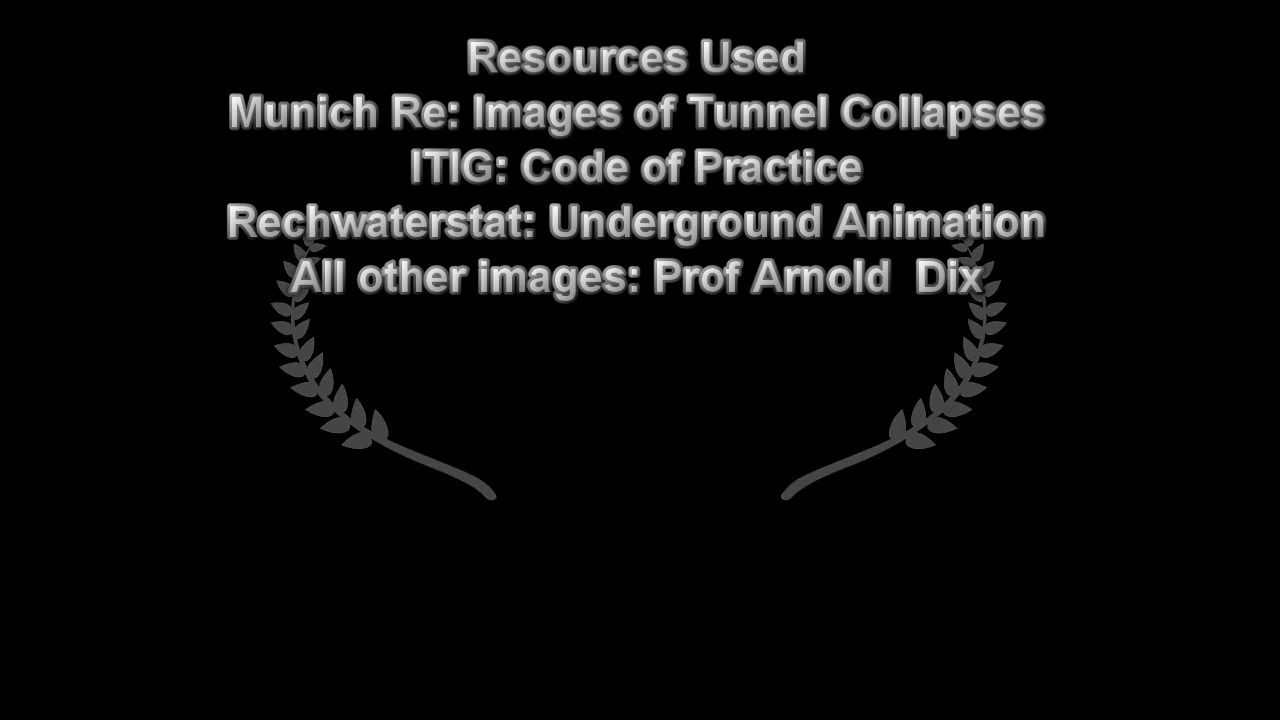 Resources Used
Munich Re: Images of Tunnel Collapses
ITIG: Code of Practice
Rechwaterstat: Underground Animation
All other images: Prof Arnold  Dix